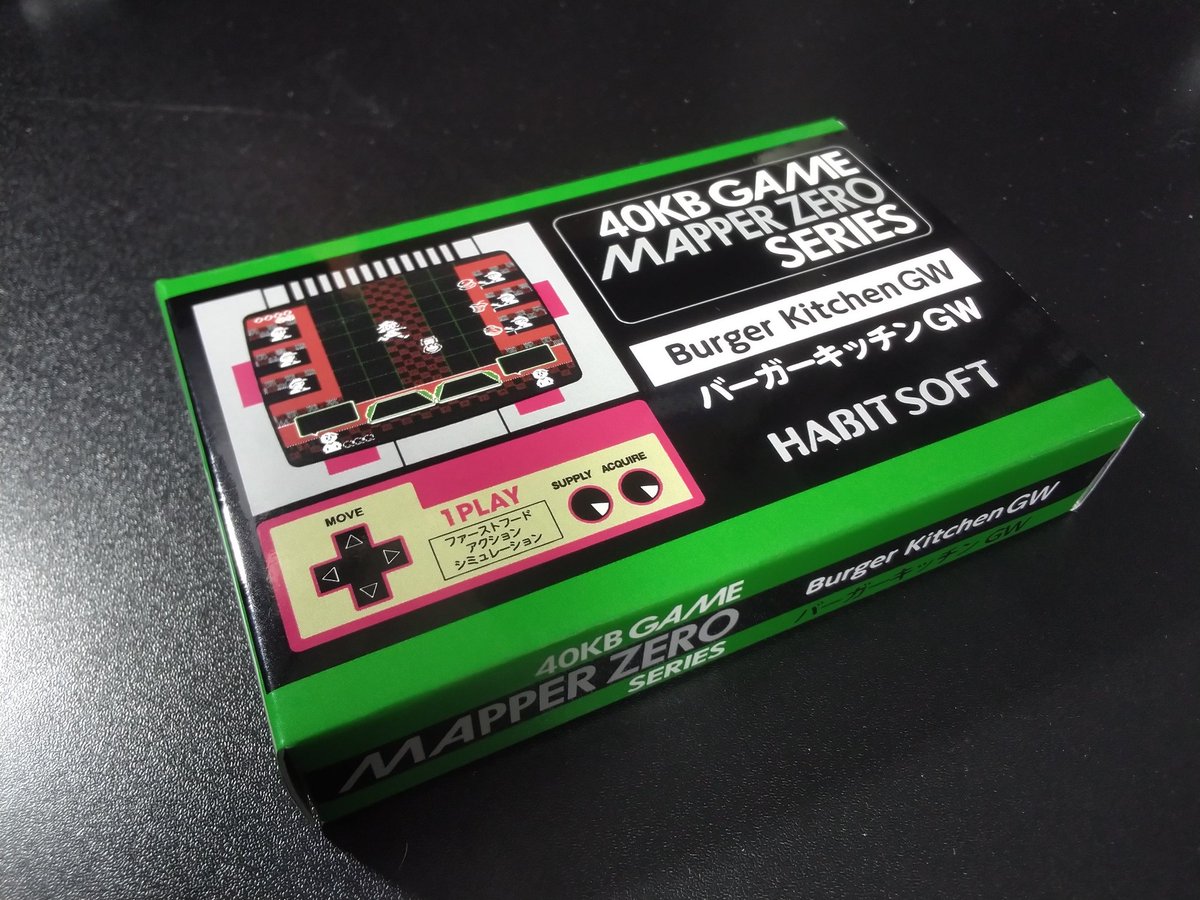 40KB GAME
MAPPER ZERO
SERIES
Burger Kitchen GW
バーガーキッチンGW
HABIT SOFT
MOVE
1PLAY
ファーストフード
アクション
シミュレーション
SUPPLY ACQUIRE
40KB GAME
MAPPER ZERO
SERIES
Burger Kitchen GW
バーガーキッチン GW